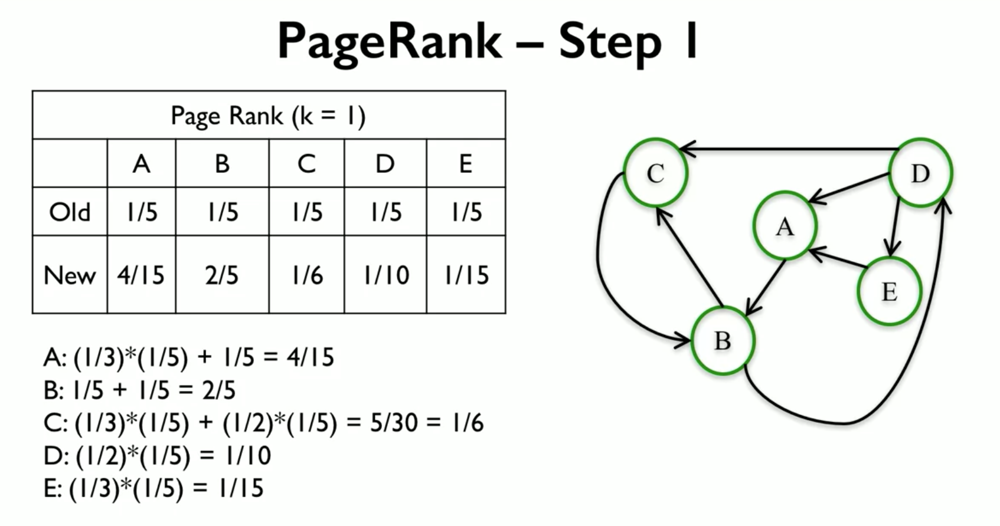 PageRank – Step 1
Page Rank (k = 1)
A B C D E
Old 1/5 1/5 1/5 1/5 1/5
New 4/15 2/5 1/6 1/10 1/15
A: (1/3)*(1/5) + 1/5 = 4/15
B: 1/5 + 1/5 = 2/5
C: (1/3)*(1/5) + (1/2)*(1/5) = 5/30 = 1/6
D: (1/2)*(1/5) = 1/10
E: (1/3)*(1/5) = 1/15
C
D
A
E
B